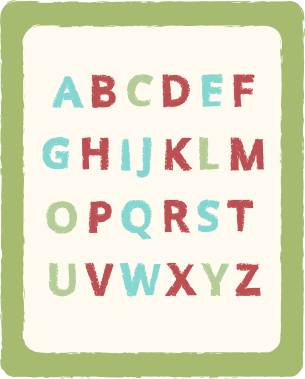 ABCDEF
GHIJKLM
OPQRST
UVWXYZ